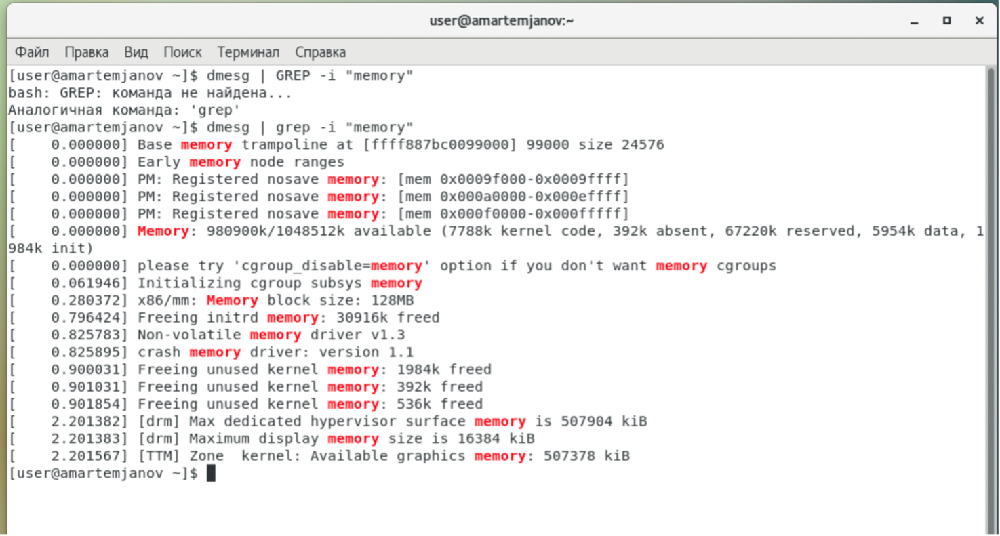 user@amartemjanov:~
Файл Правка Вид Поиск Терминал Справка
[user@amartemjanov ~]$ dmesg | GREP -i "memory"
bash: GREP: команда не найдена...
Аналогичная команда: 'grep'
[user@amartemjanov ~]$ dmesg | grep -i "memory"
[    0.000000] Base memory trampoline at [ffff887bc0099000] 99000 size 24576
[    0.000000] Early memory node ranges
[    0.000000] PM: Registered nosave memory: [mem 0x0009f000-0x0009ffff]
[    0.000000] PM: Registered nosave memory: [mem 0x000a0000-0x000effff]
[    0.000000] PM: Registered nosave memory: [mem 0x000f0000-0x000fffff]
[    0.000000] Memory: 980900k/1048512k available (7788k kernel code, 392k absent, 67220k reserved, 5954k data, 1
984k init)
[    0.000000] please try 'cgroup_disable=memory' option if you don't want memory cgroups
[    0.061946] Initializing cgroup subsys memory
[    0.280372] x86/mm: Memory block size: 128MB
[    0.796424] Freeing initrd memory: 30916k freed
[    0.825783] Non-volatile memory driver v1.3
[    0.825895] crash memory driver: version 1.1
[    0.900031] Freeing unused kernel memory: 1984k freed
[    0.901031] Freeing unused kernel memory: 392k freed
[    0.901854] Freeing unused kernel memory: 536k freed
[    2.201382] [drm] Max dedicated hypervisor surface memory is 507904 kiB
[    2.201383] [drm] Maximum display memory size is 16384 kiB
[    2.201567] [TTM] Zone  kernel: Available graphics memory: 507378 kiB
[user@amartemjanov ~]$